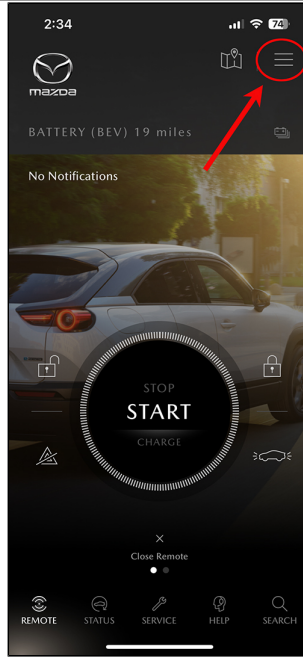 2:34
74
mazda
BATTERY (BEV) 19 miles
No Notifications
STOP
START
CHARGE
Close Remote
REMOTE STATUS SERVICE HELP SEARCH